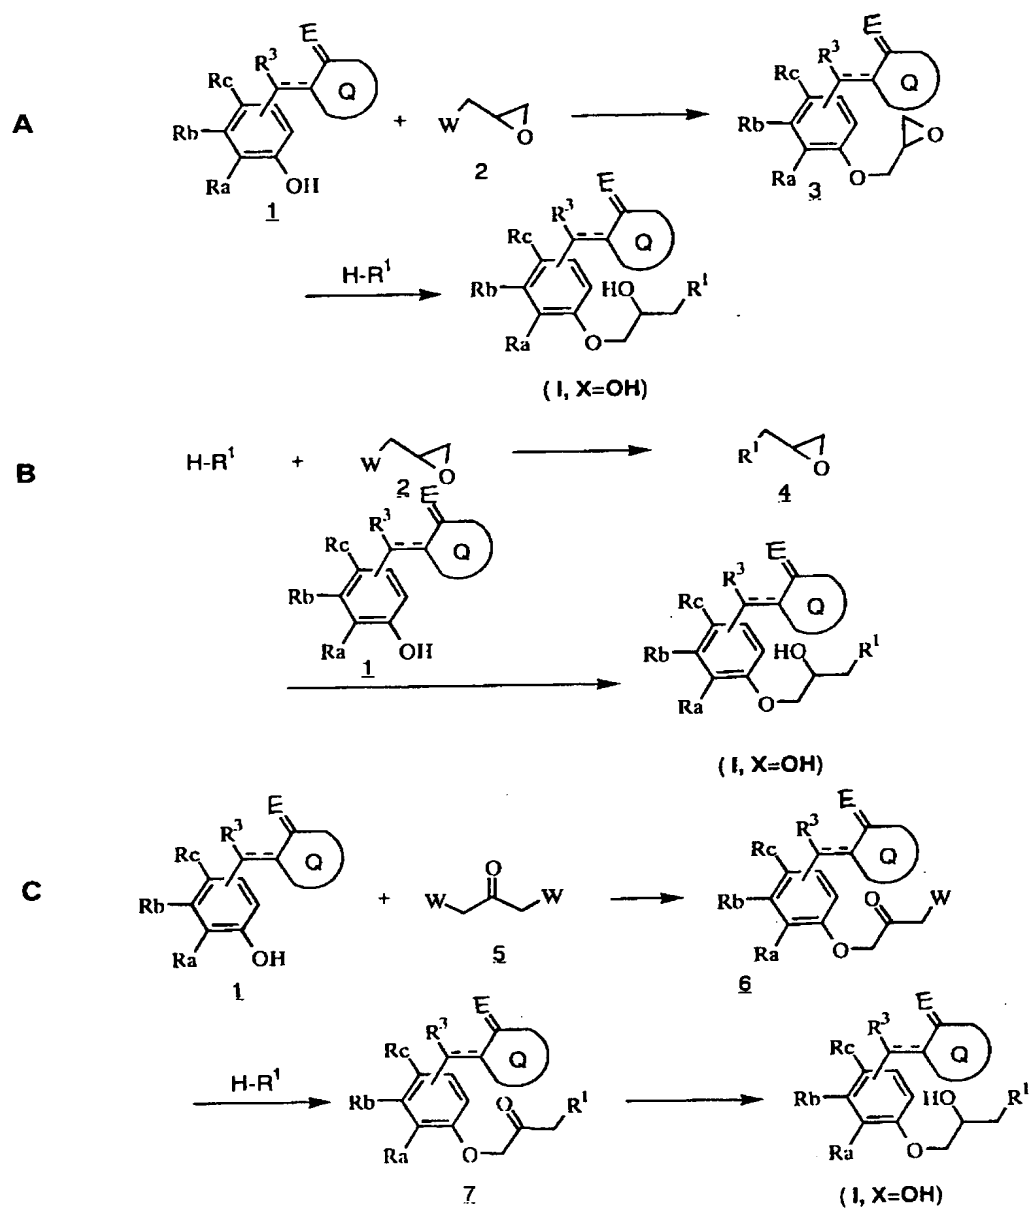 A
E
R³
Rc
Q
Rb
Ra
OH
1
+
W
O
2
E
R³
Rc
Q
Rb
Ra
O
O
3
H-R¹
E
R³
Rc
Q
Rb
HO
R¹
Ra
O
(I, X=OH)
B
H-R¹
+
W
O
2
R¹
O
4
E
R³
Rc
Q
Rb
Ra
OH
1
E
R³
Rc
Q
Rb
HO
R¹
Ra
O
(I, X=OH)
C
E
R³
Rc
Q
Rb
Ra
OH
1
+
O
W
W
5
E
R³
Rc
Q
Rb
O
W
Ra
O
6
H-R¹
E
R³
Rc
Q
Rb
O
R¹
Ra
O
7
E
R³
Rc
Q
Rb
HO
R¹
Ra
O
(I, X=OH)